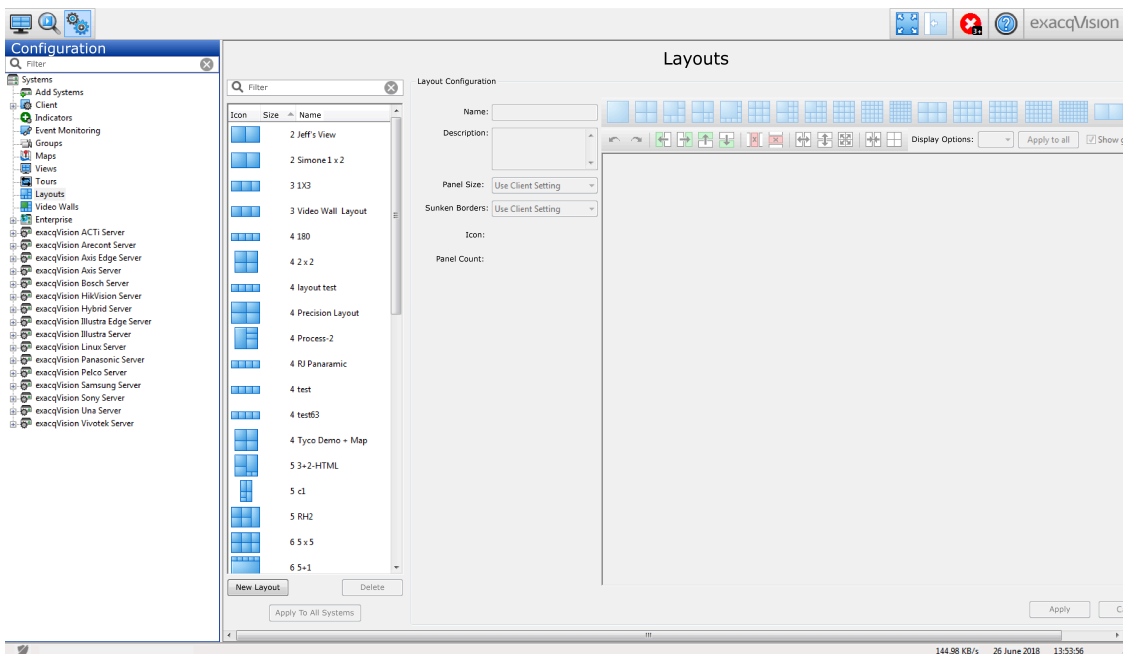 3+
exacqVision
Configuration
Filter
Systems
Add Systems
Client
Indicators
Event Monitoring
Groups
Maps
Views
Tours
Layouts
Video Walls
Enterprise
exacqVision ACTi Server
exacqVision Arecont Server
exacqVision Axis Edge Server
exacqVision Axis Server
exacqVision Bosch Server
exacqVision HikVision Server
exacqVision Hybrid Server
exacqVision Illustra Edge Server
exacqVision Illustra Server
exacqVision Linux Server
exacqVision Panasonic Server
exacqVision Pelco Server
exacqVision Samsung Server
exacqVision Sony Server
exacqVision Una Server
exacqVision Vivotek Server
Layouts
Filter
Icon Size Name
2 Jeff's View
2 Simone 1 x 2
3 1X3
3 Video Wall Layout
4 180
4 2 x 2
4 layout test
4 Precision Layout
4 Process-2
4 RJ Panaramic
4 test
4 test63
4 Tyco Demo + Map
5 3+2-HTML
5 c1
5 RH2
6 5 x 5
6 5+1
New Layout Delete
Apply To All Systems
Layout Configuration
Name:
Description:
Panel Size: Use Client Setting
Sunken Borders: Use Client Setting
Icon:
Panel Count:
Display Options: Apply to all Show g
Apply C
144.98 KB/s 26 June 2018 13:53:56